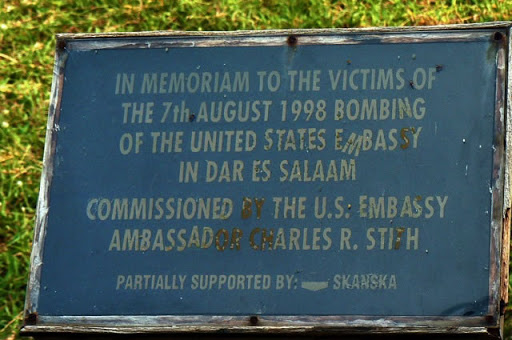 IN MEMORIAM TO THE VICTIMS OF
THE 7th AUGUST 1998 BOMBING
OF THE UNITED STATES EMBASSY
IN DAR ES SALAAM
COMMISSIONED BY THE U.S. EMBASSY
AMBASSADOR CHARLES R. STITH
PARTIALLY SUPPORTED BY: SKANSKA